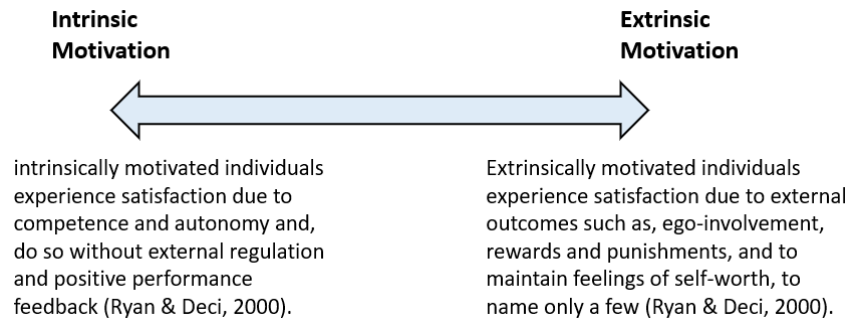 Intrinsic
Motivation
Extrinsic
Motivation
intrinsically motivated individuals
experience satisfaction due to
competence and autonomy and,
do so without external regulation
and positive performance
feedback (Ryan & Deci, 2000).
Extrinsically motivated individuals
experience satisfaction due to external
outcomes such as, ego-involvement,
rewards and punishments, and to
maintain feelings of self-worth, to
name only a few (Ryan & Deci, 2000).